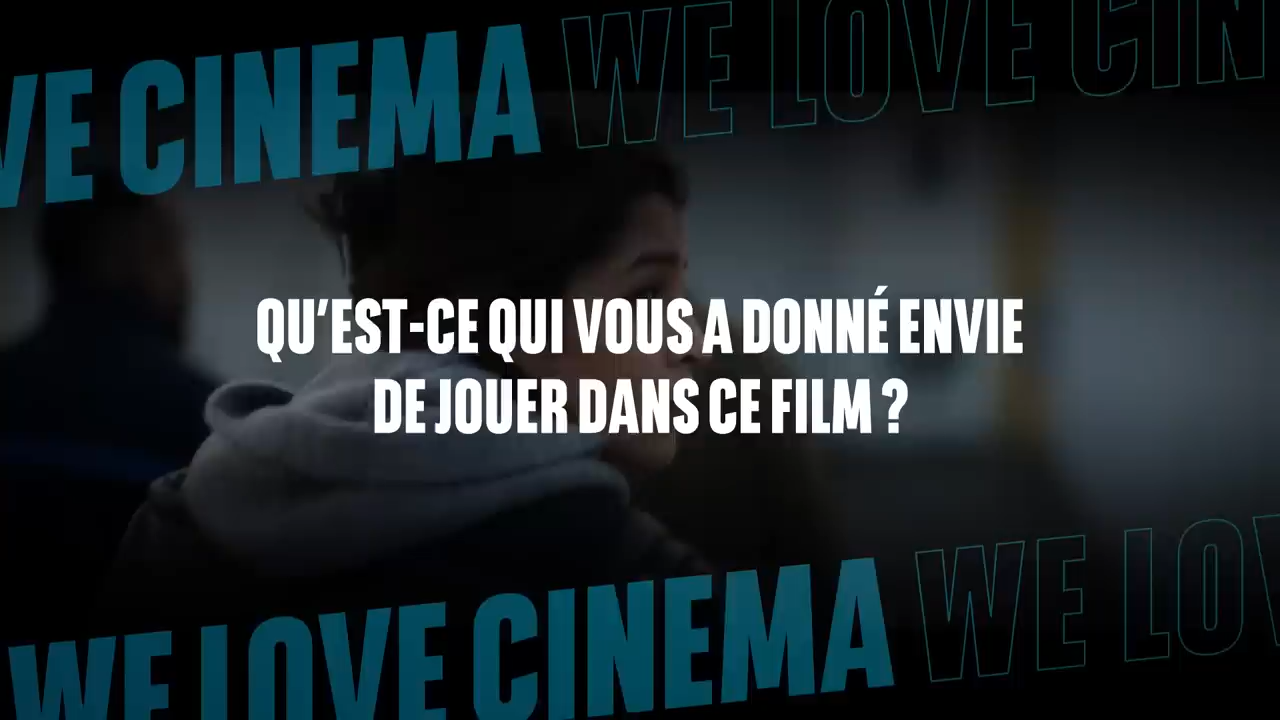 VE CINEMA WE LOVE CIN
QU'EST-CE QUI VOUS A DONNÉ ENVIE
DE JOUER DANS CE FILM ?
WE LOVE CINEMA WE LO